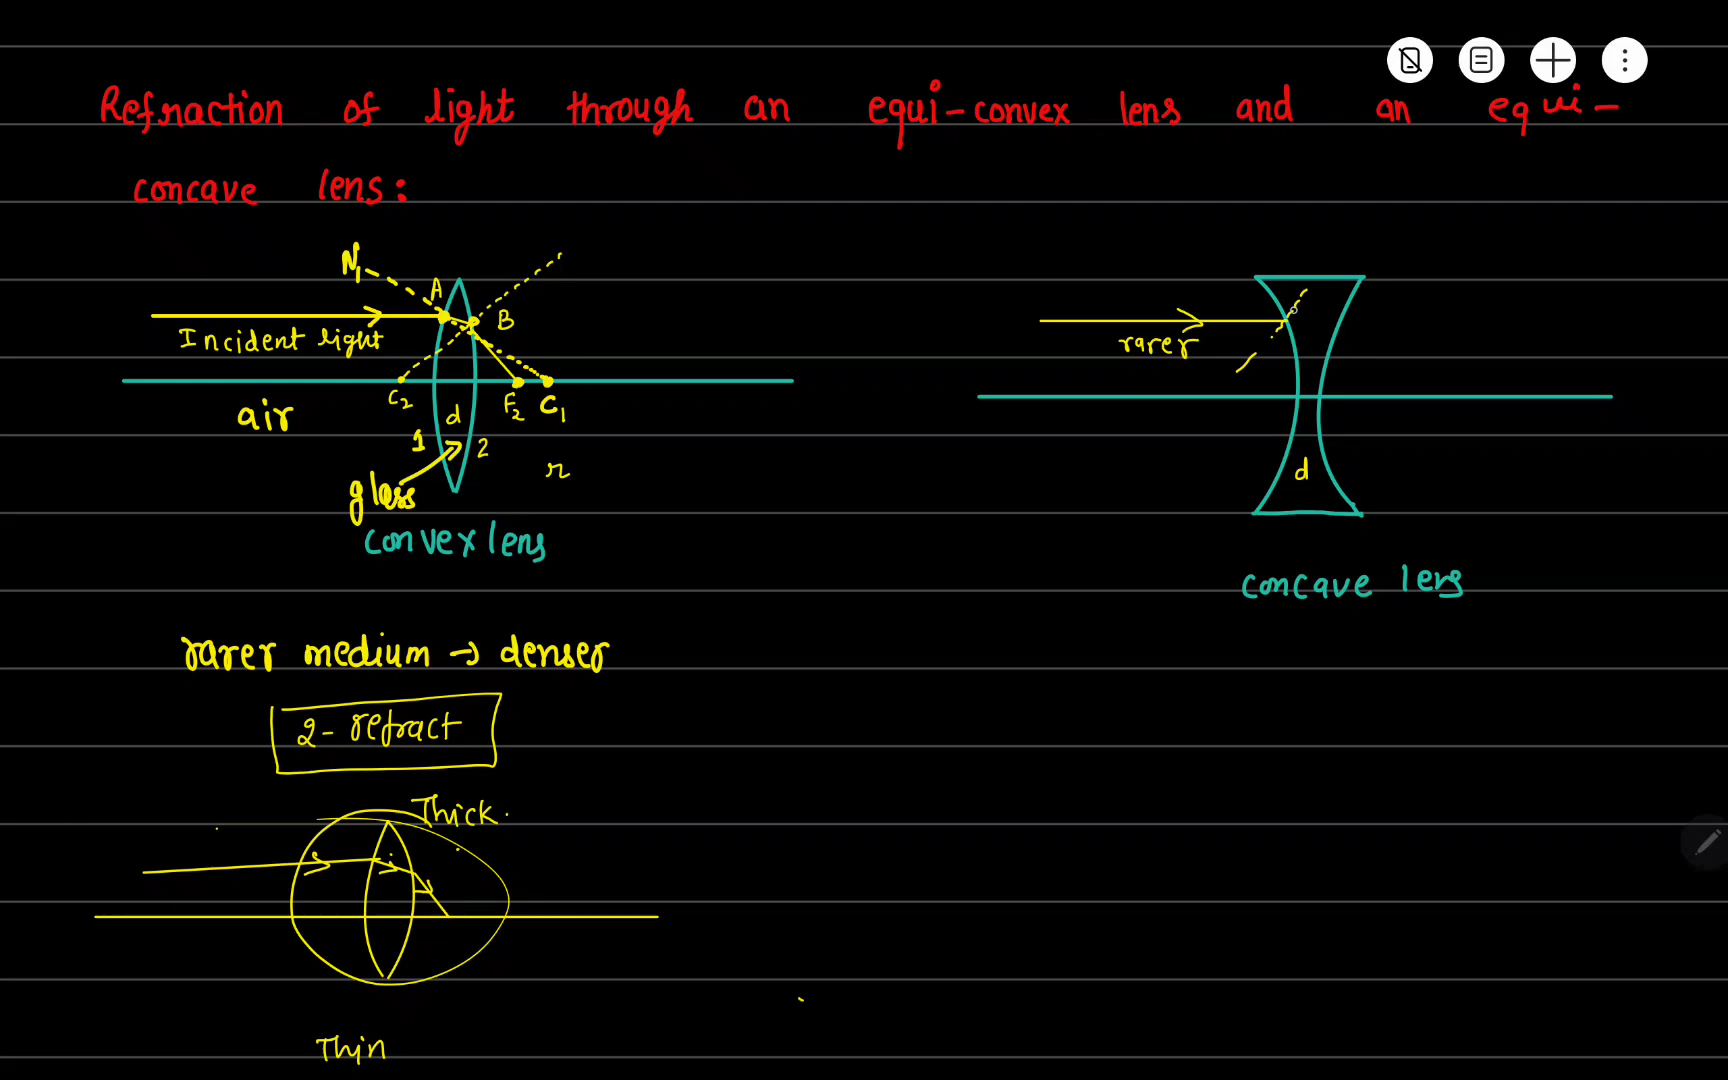 Refraction of light through an equi-convex lens and an equi-
concave lens:
N1
A
B
Incident light
rarer
C2
F2
C1
air
d
1
2
r
d
glass
convex lens
concave lens
rarer medium → denser
2- refract
Thick.
Thin